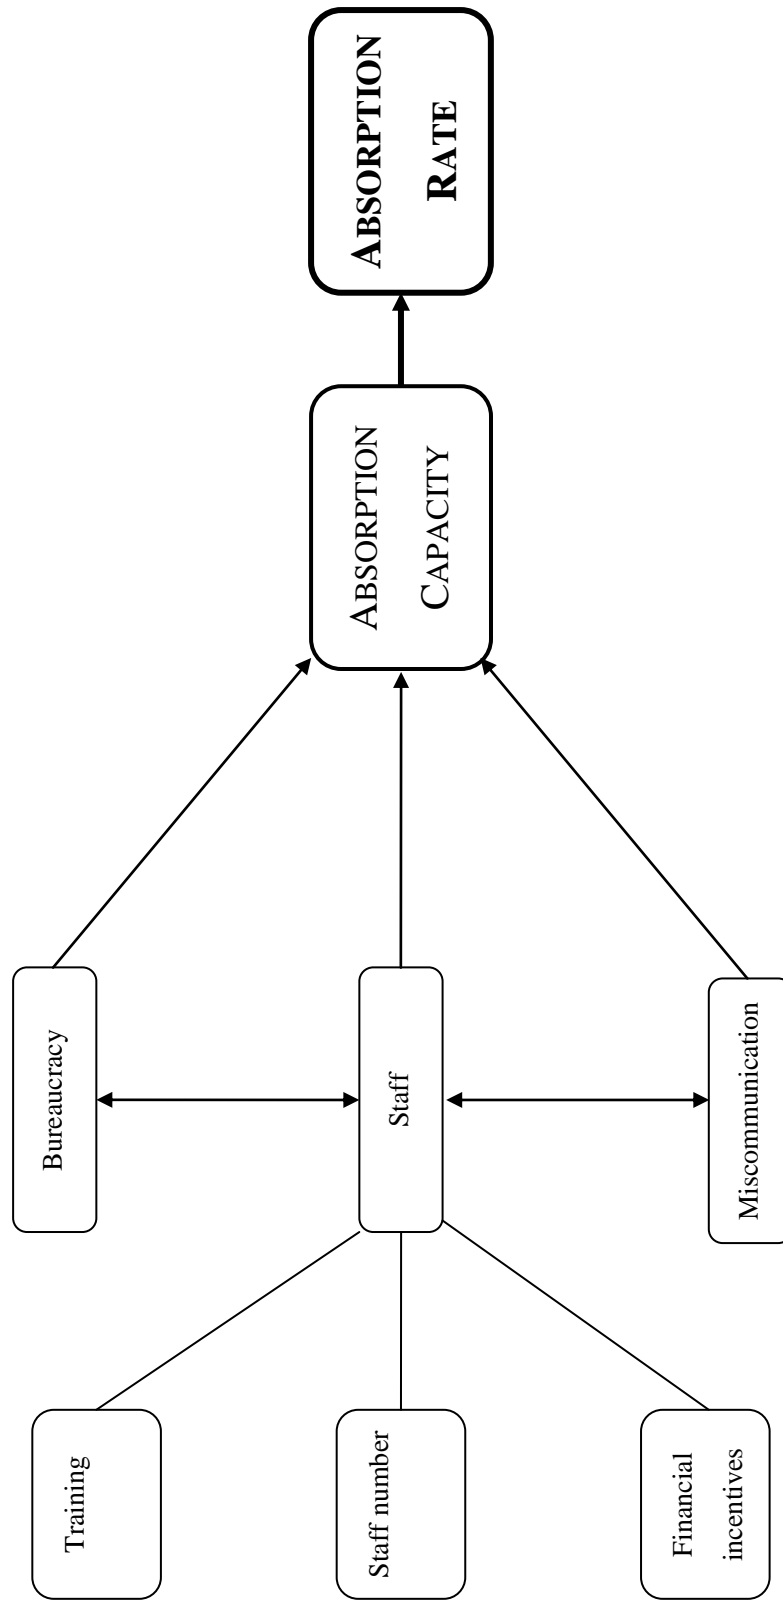 Training
Staff number
Financial
incentives
Bureaucracy
Staff
Miscommunication
ABSORPTION
CAPACITY
ABSORPTION
RATE